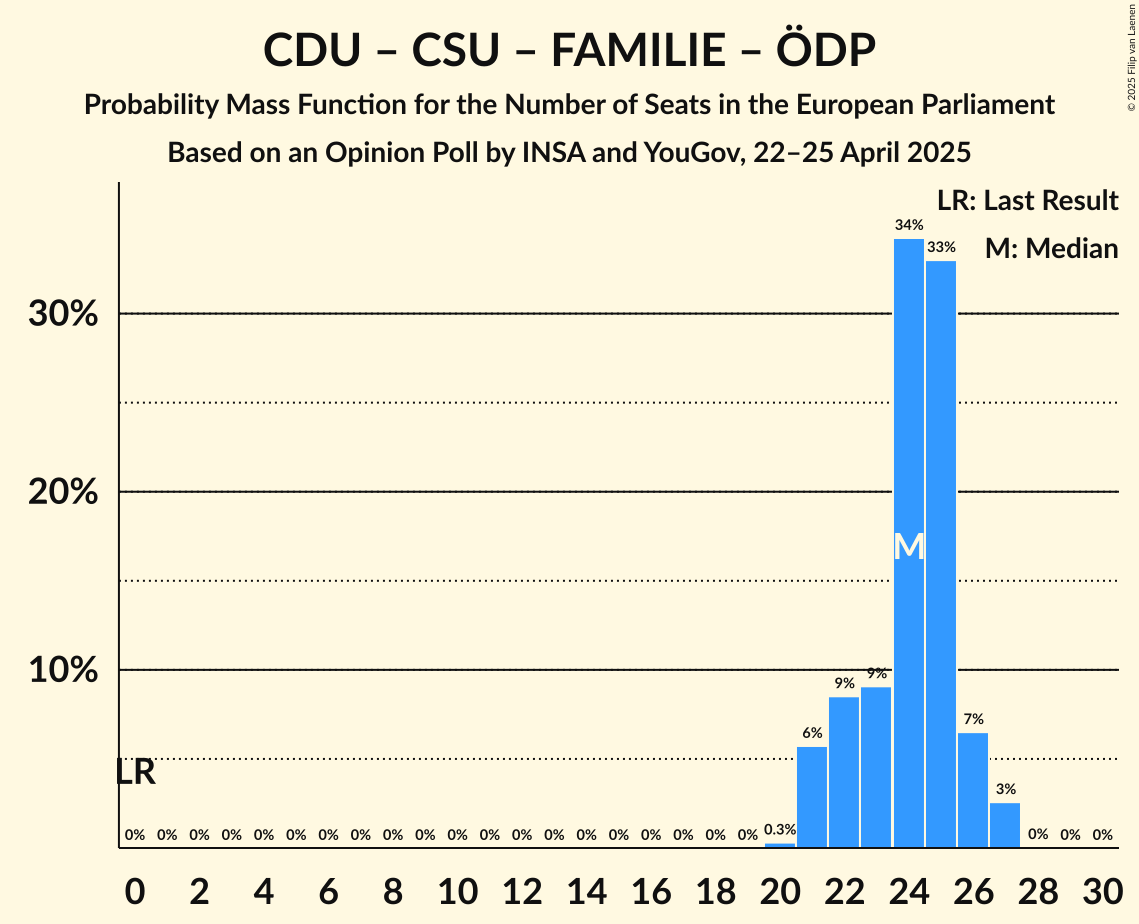 CDU – CSU – FAMILIE – ÖDP
Probability Mass Function for the Number of Seats in the European Parliament
Based on an Opinion Poll by INSA and YouGov, 22–25 April 2025
© 2025 Filip van Laenen
LR: Last Result
M: Median
34%
33%
30%
20%
M
10%
9%
9%
6%
7%
3%
LR
0% 0% 0% 0% 0% 0% 0% 0% 0% 0% 0% 0% 0% 0% 0% 0% 0% 0% 0% 0% 0.3% 0% 0% 0%
0 2 4 6 8 10 12 14 16 18 20 22 24 26 28 30